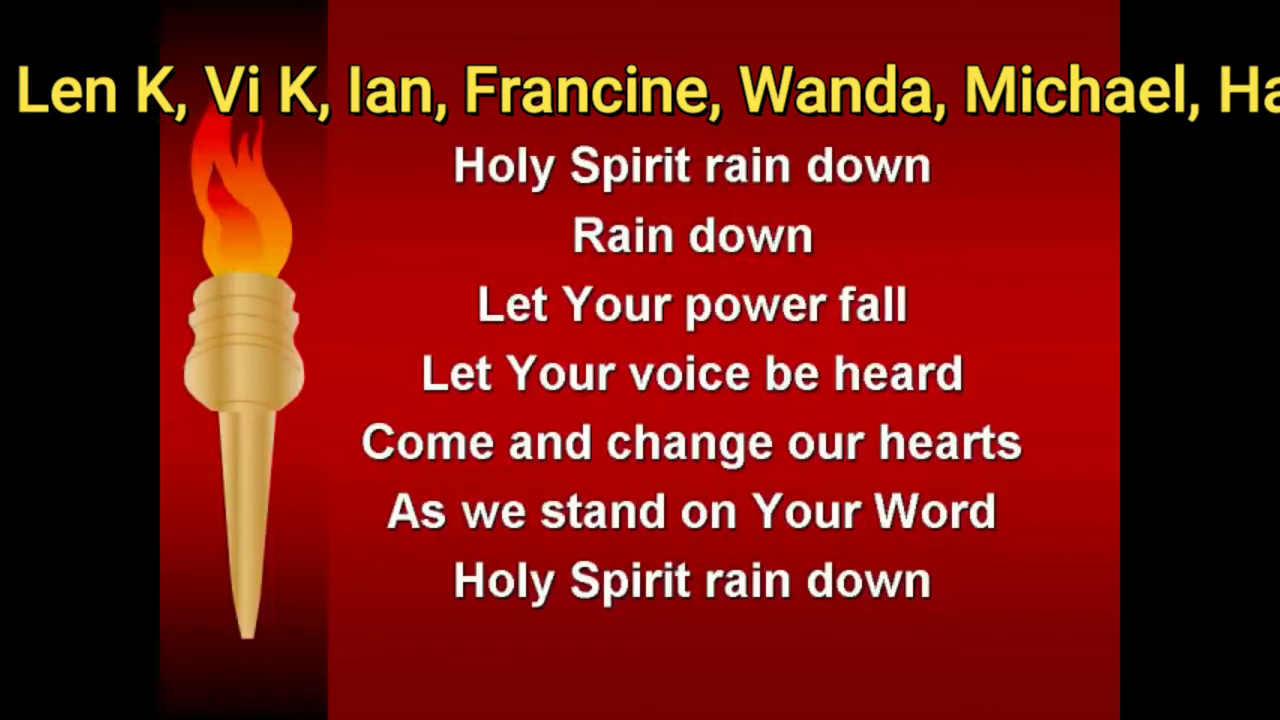 Len K, Vi K, Ian, Francine, Wanda, Michael,
Holy Spirit rain down
Rain down
Let Your power fall
Let Your voice be heard
Come and change our hearts
As we stand on Your Word
Holy Spirit rain down